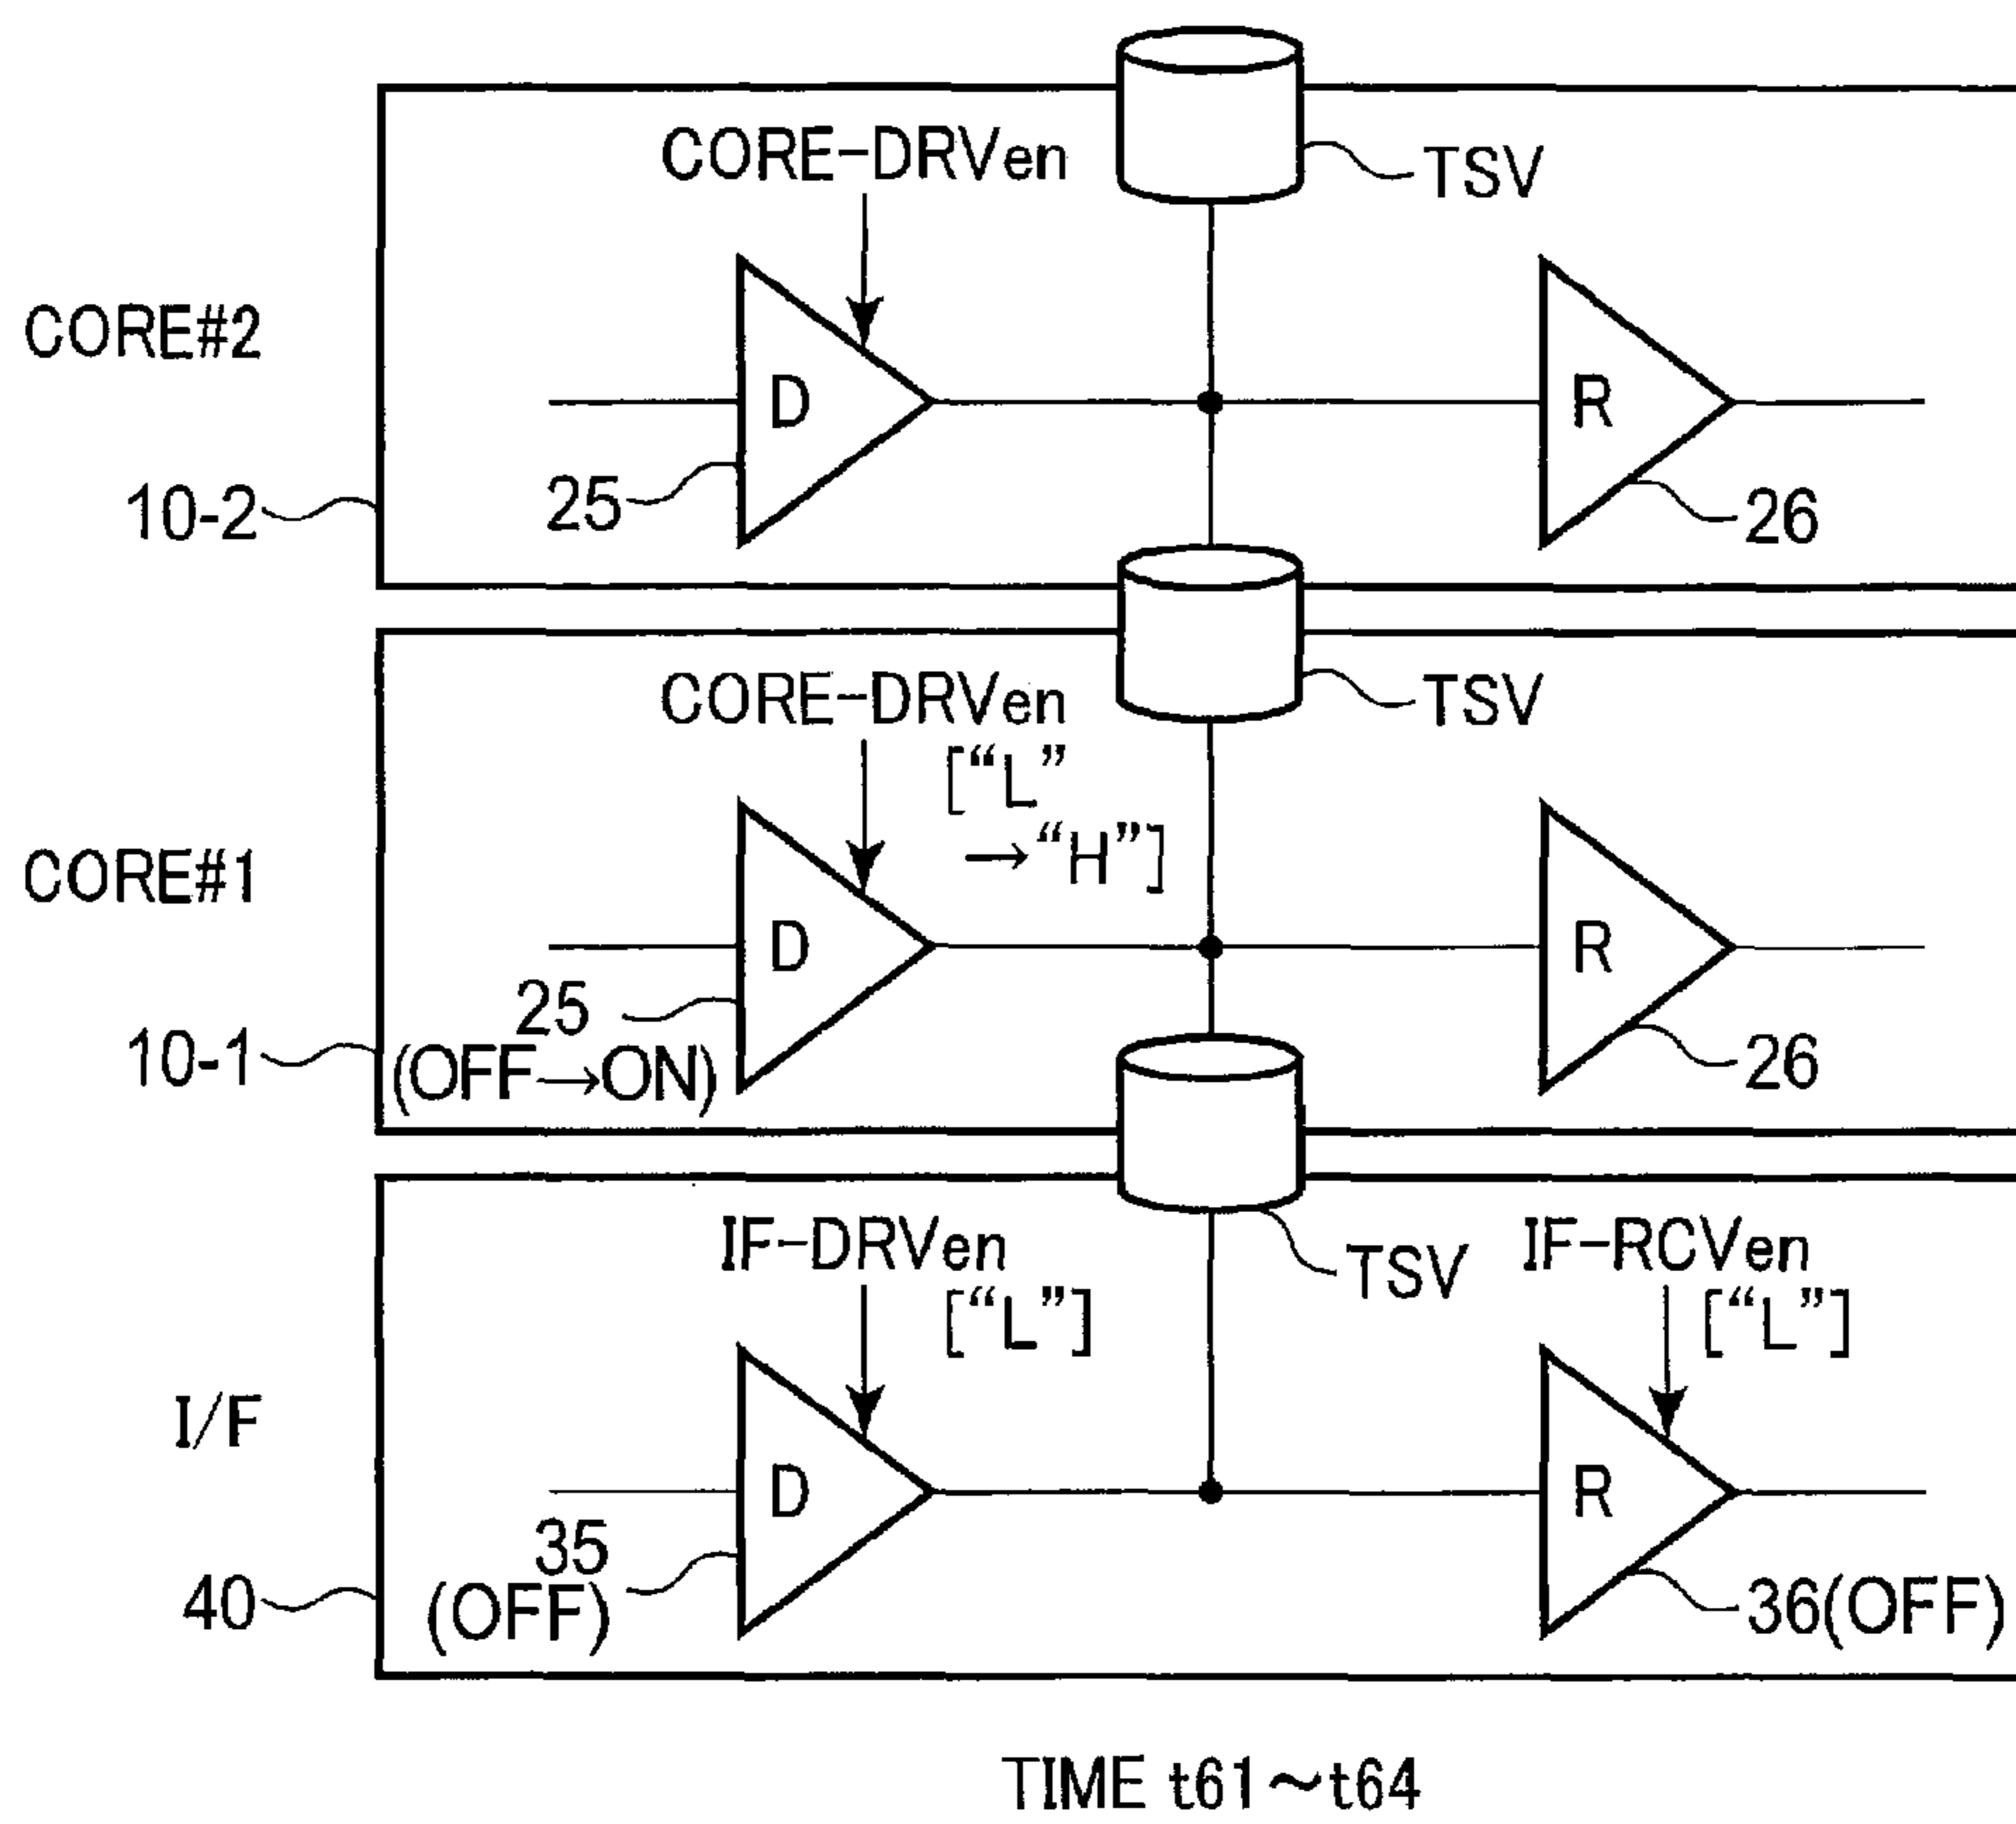 CORE-DRVen
TSV
CORE#2
D
R
10-2
25
26
CORE-DRVen
["L"
→"H"]
TSV
CORE#1
D
R
25
(OFF→ON)
10-1
26
IF-DRVen
["L"]
TSV
IF-RCVen
["L"]
I/F
D
R
35
(OFF)
40
36(OFF)
TIME t61～t64